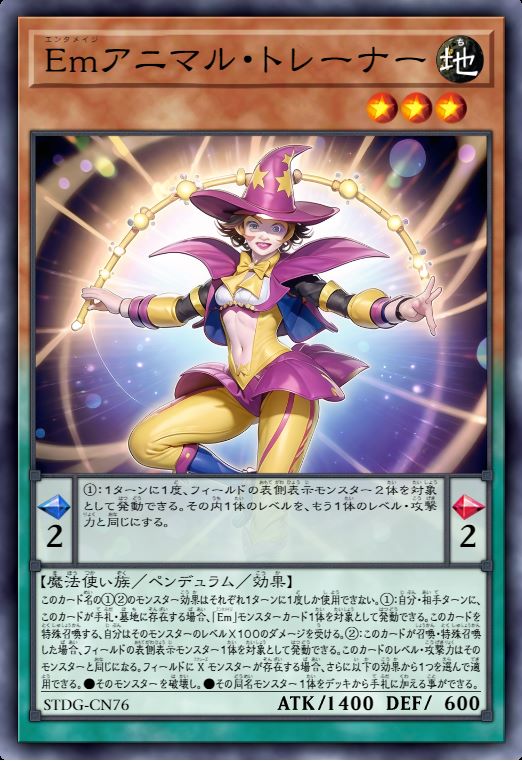 Emアニマル・トレーナー
地
①：1ターンに1度、フィールドの表側表示モンスター2体を対象
として発動できる。その内1体のレベルを、もう1体のレベル・攻撃
力と同じにする。
2
2
【魔法使い族／ペンデュラム／効果】
このカード名の①②のモンスター効果はそれぞれ1ターンに1度しか使用できない。①：自分・相手ターンに、
このカードが手札・墓地に存在する場合、「Em」モンスターカード1体を対象として発動できる。このカードを
特殊召喚する、自分はそのモンスターのレベルX100のダメージを受ける。②：このカードが召喚・特殊召喚
した場合、フィールドの表側表示モンスター1体を対象として発動できる。このカードのレベル・攻撃力はその
モンスターと同じになる。フィールドにXモンスターが存在する場合、さらに以下の効果から1つを選んで適
用できる。●そのモンスターを破壊し。●その同名モンスター1体をデッキから手札に加える事ができる。
STDG-CN76
ATK/1400 DEF/ 600